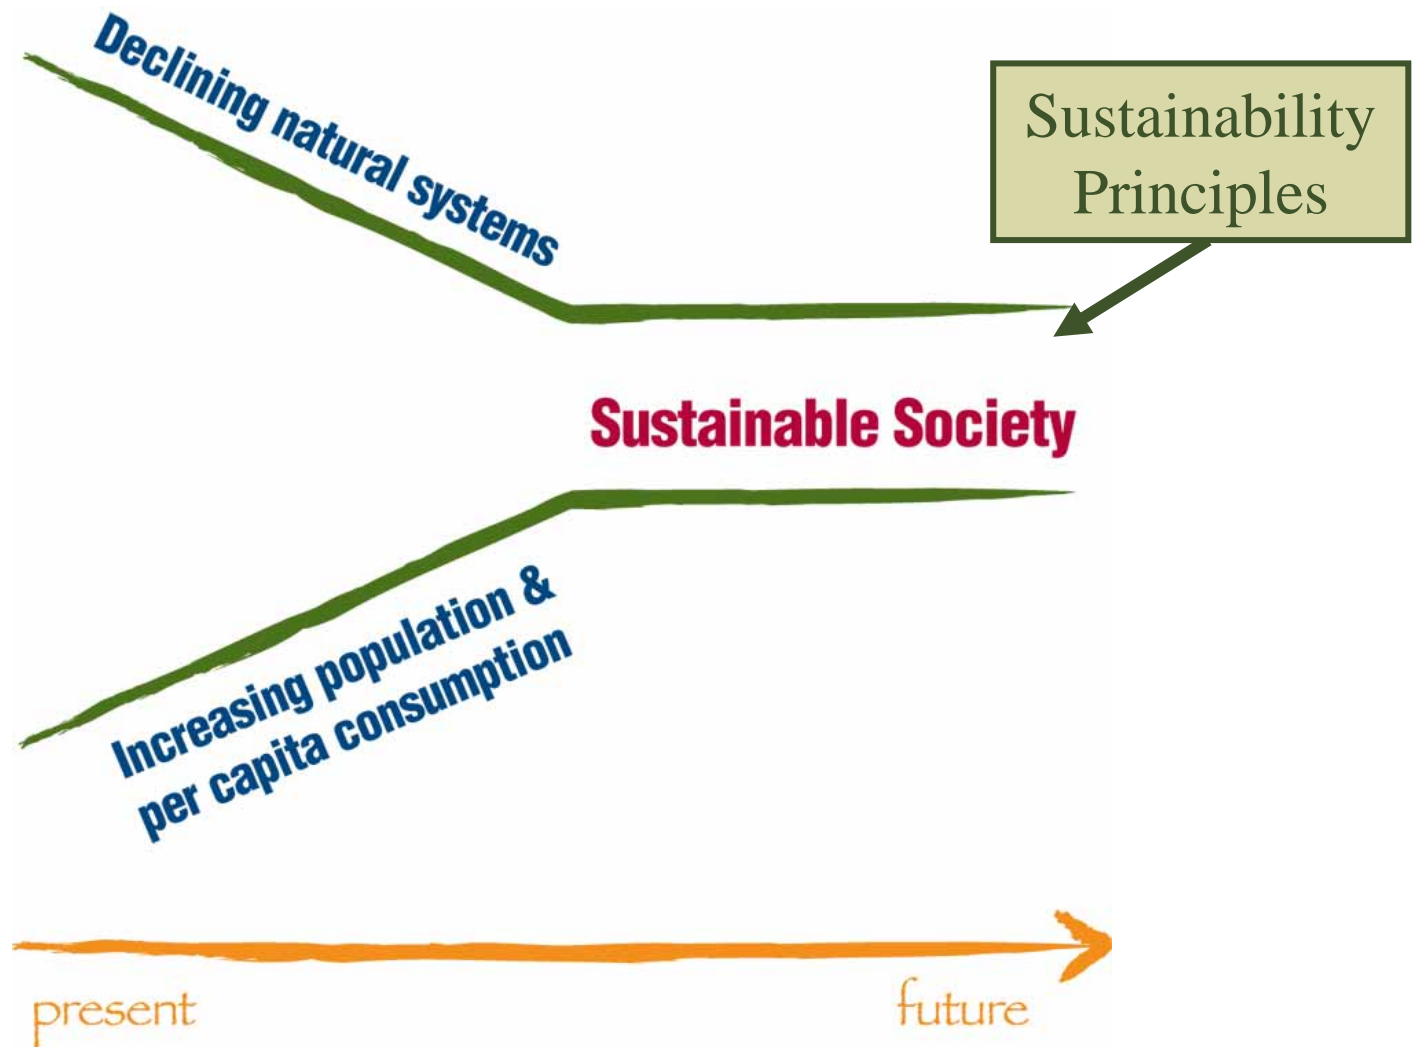 Declining natural systems
Sustainability
Principles
Sustainable Society
Increasing population &
per capita consumption
present
future